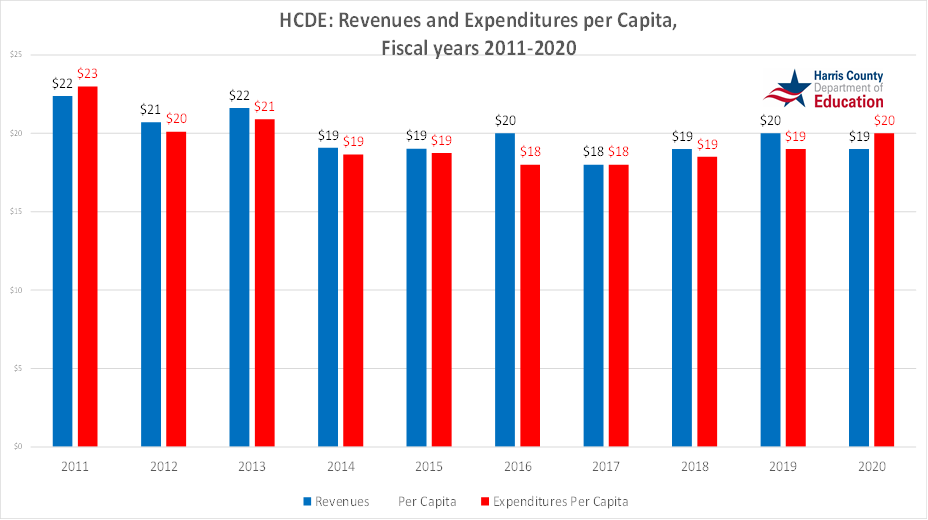 HCDE: Revenues and Expenditures per Capita,
Fiscal years 2011-2020
Harris County
Department of
Education
$25
$20
$15
$10
$5
$0
$22 $23
$21 $20
$22 $21
$19 $19
$19 $19
$20 $18
$18 $18
$19 $19
$20 $19
$19 $20
2011 2012 2013 2014 2015 2016 2017 2018 2019 2020
Revenues Per Capita Expenditures Per Capita